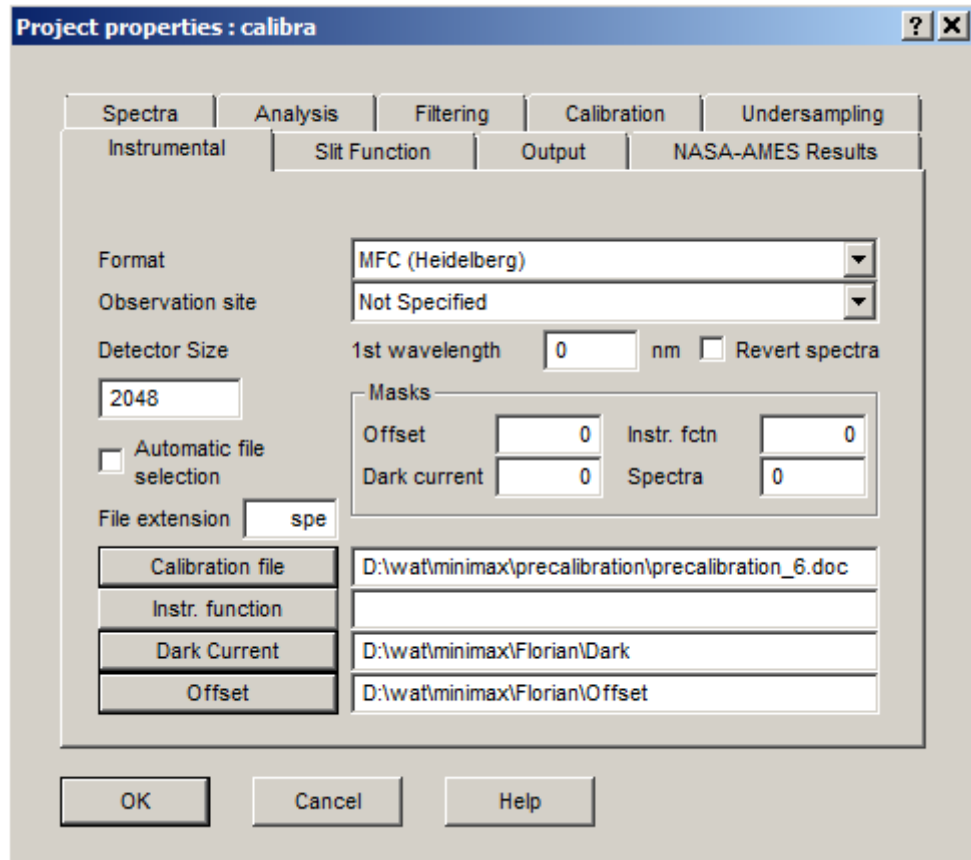 Project properties : calibra
Spectra Analysis Filtering Calibration Undersampling
Instrumental Slit Function Output NASA-AMES Results
Format MFC (Heidelberg)
Observation site Not Specified
Detector Size 1st wavelength 0 nm Revert spectra
2048
Masks
Offset 0 Instr. fctn 0
Automatic file selection
Dark current 0 Spectra 0
File extension spe
Calibration file D:\wat\minimax\precalibration\precalibration_6.doc
Instr. function
Dark Current D:\wat\minimax\Florian\Dark
Offset D:\wat\minimax\Florian\Offset
OK Cancel Help